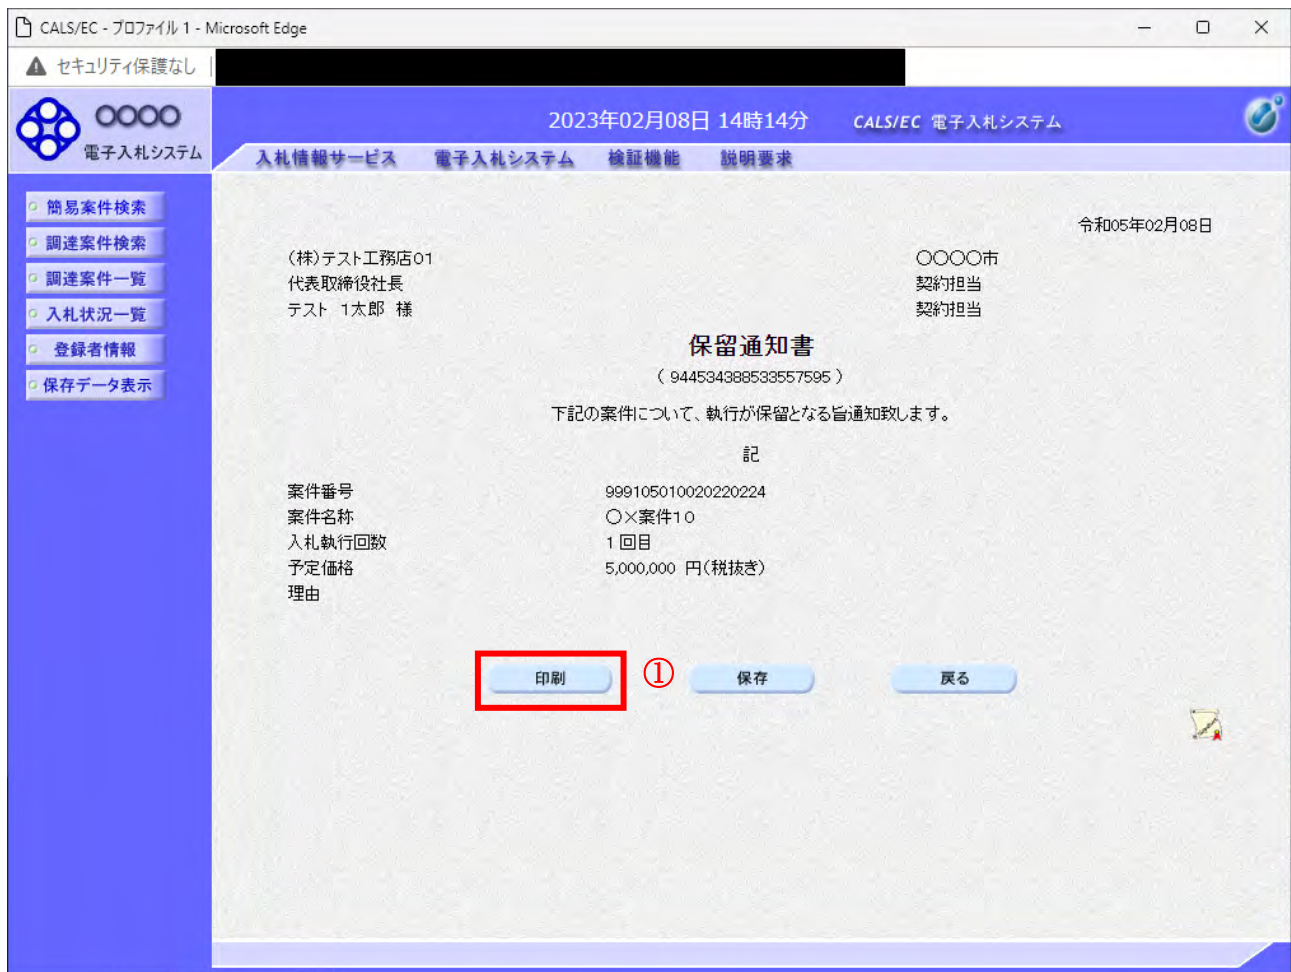 CALS/EC - プロファイル 1 - Microsoft Edge
セキュリティ保護なし
〇〇〇〇
電子入札システム
2023年02月08日 14時14分
CALS/EC 電子入札システム
入札情報サービス 電子入札システム 検証機能 説明要求
簡易案件検索
調達案件検索
調達案件一覧
入札状況一覧
登録者情報
保存データ表示
令和05年02月08日
(株)テスト工務店01
代表取締役社長
テスト 1太郎 様
〇〇〇〇市
契約担当
契約担当
保留通知書
( 944534388533557595 )
下記の案件について、執行が保留となる旨通知致します。
記
案件番号 999105010020220224
案件名称 〇×案件10
入札執行回数 1回目
予定価格 5,000,000 円(税抜き)
理由
印刷 ① 保存 戻る